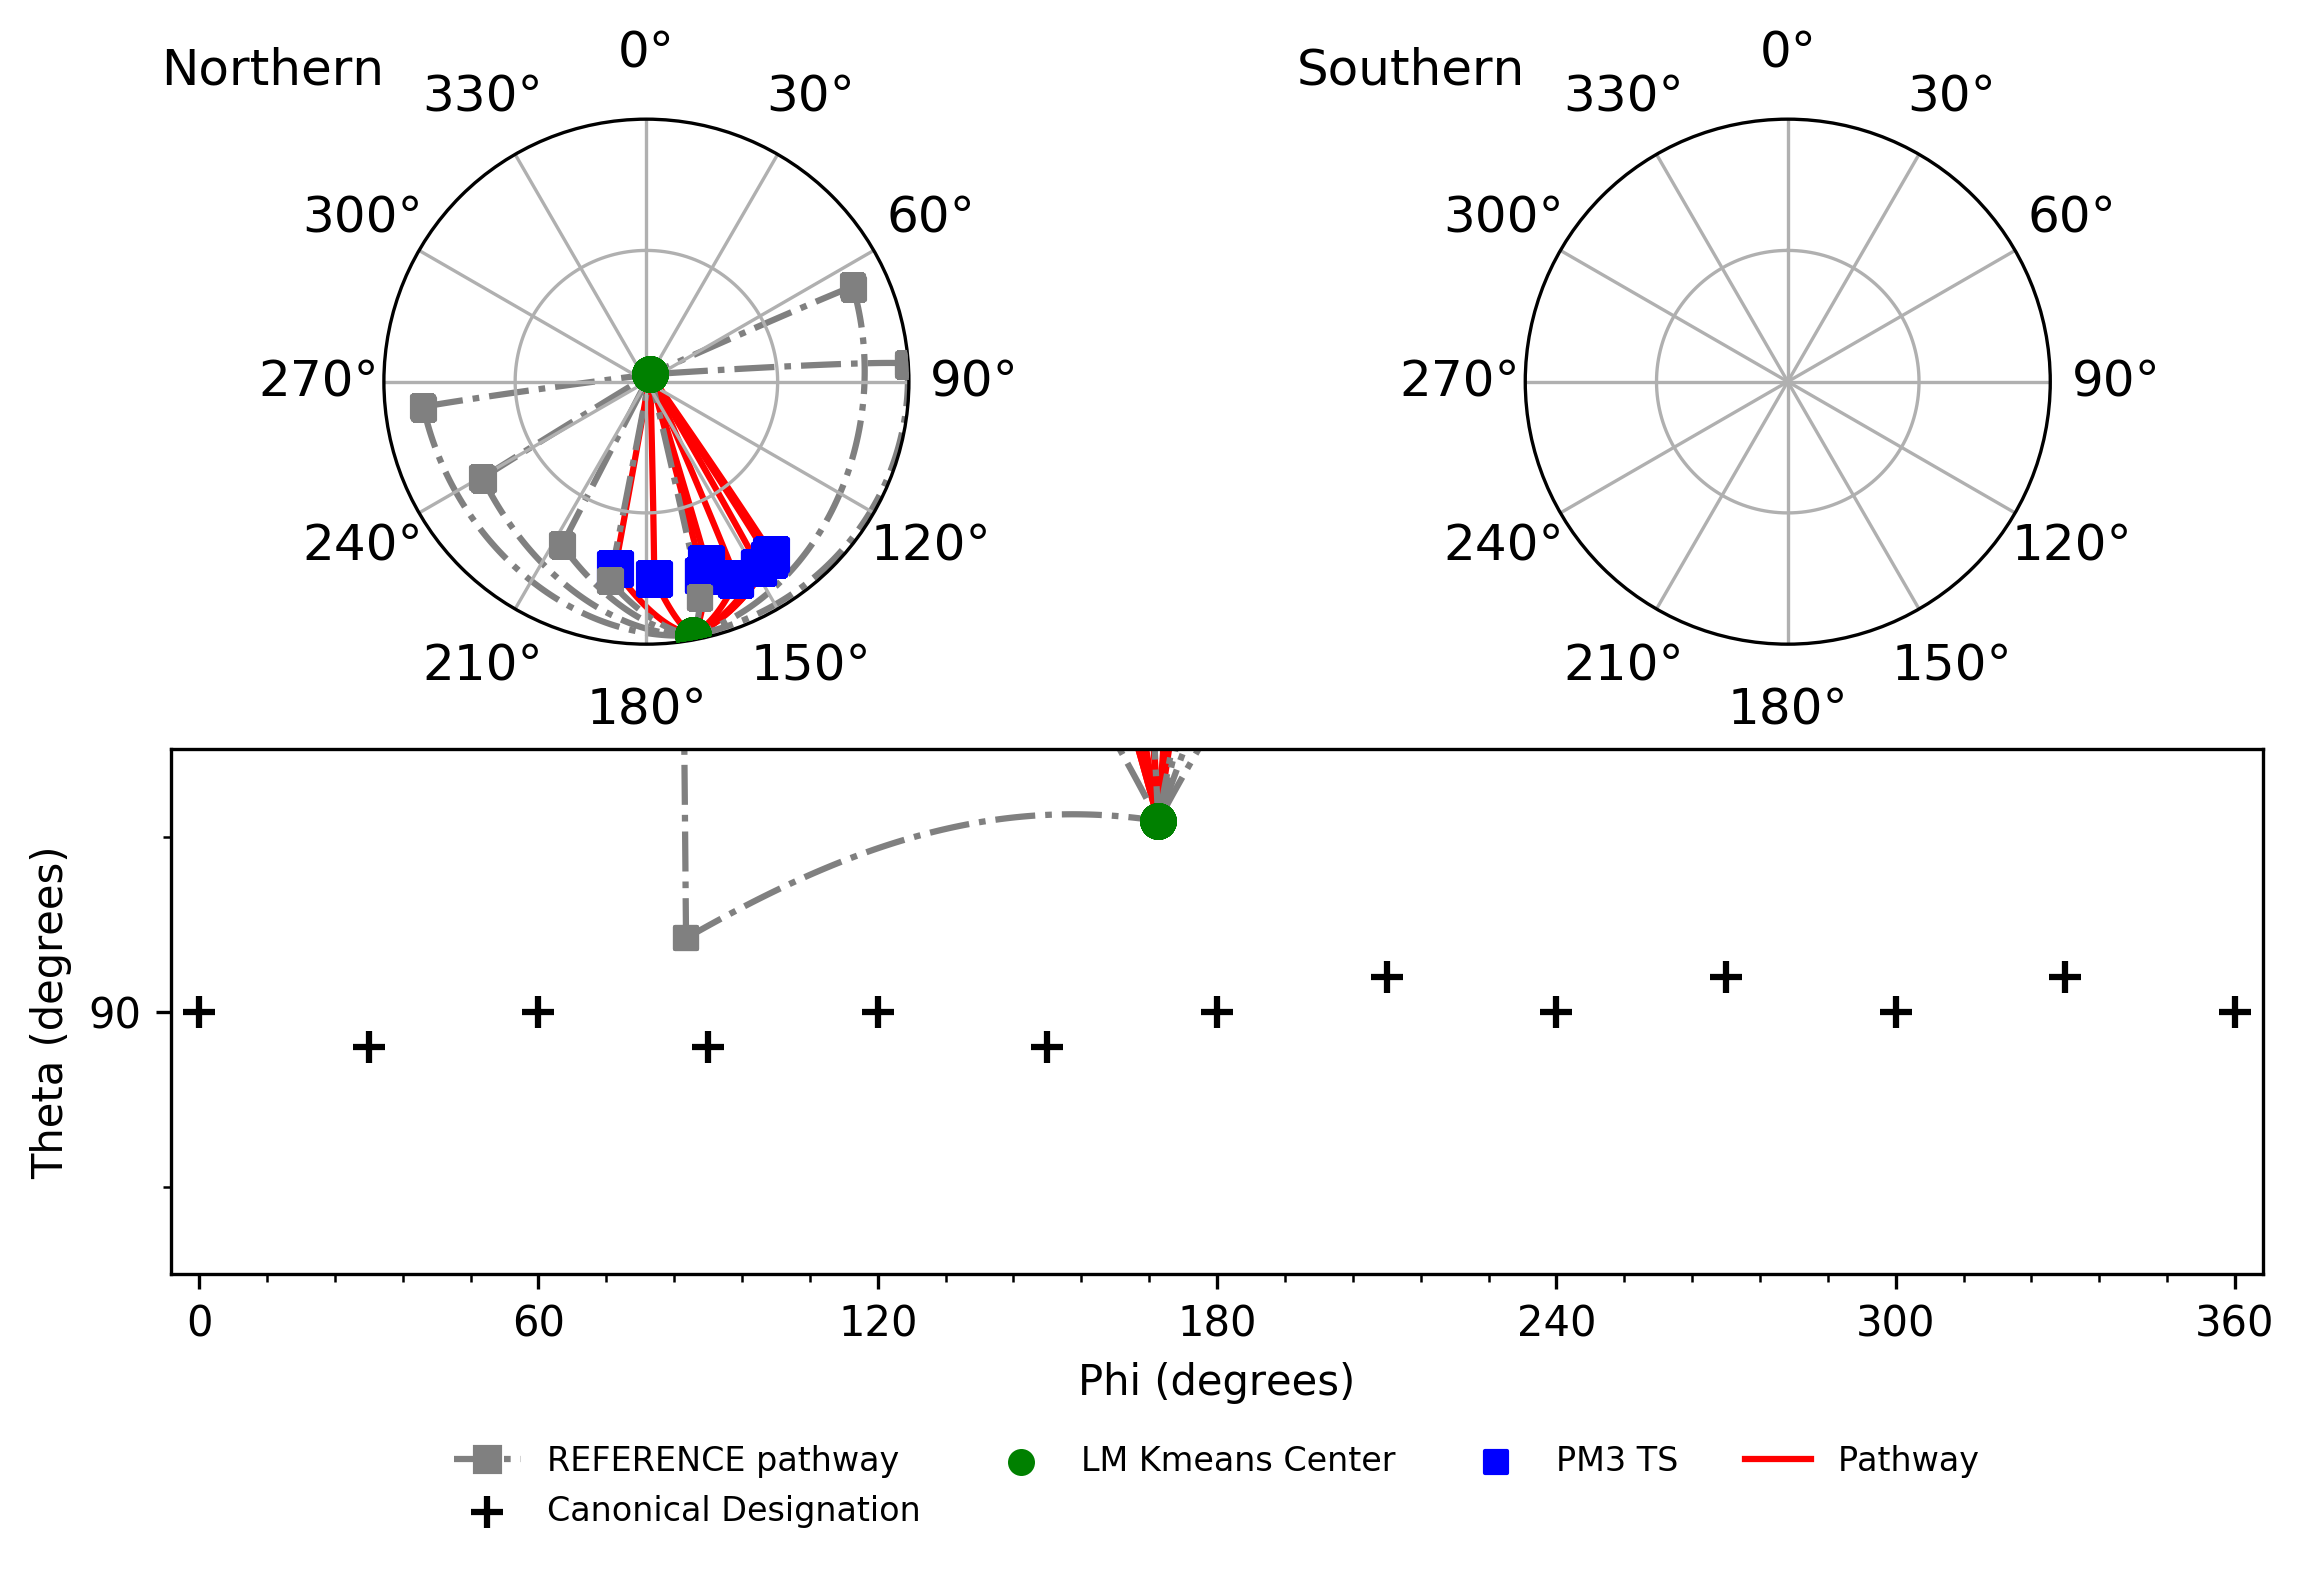 Northern
0°
330°
30°
300°
60°
270°
90°
240°
120°
210°
150°
180°
Southern
0°
330°
30°
300°
60°
270°
90°
240°
120°
210°
150°
180°
Theta (degrees)
90
0 60 120 180 240 300 360
Phi (degrees)
REFERENCE pathway
Canonical Designation
LM Kmeans Center
PM3 TS
Pathway